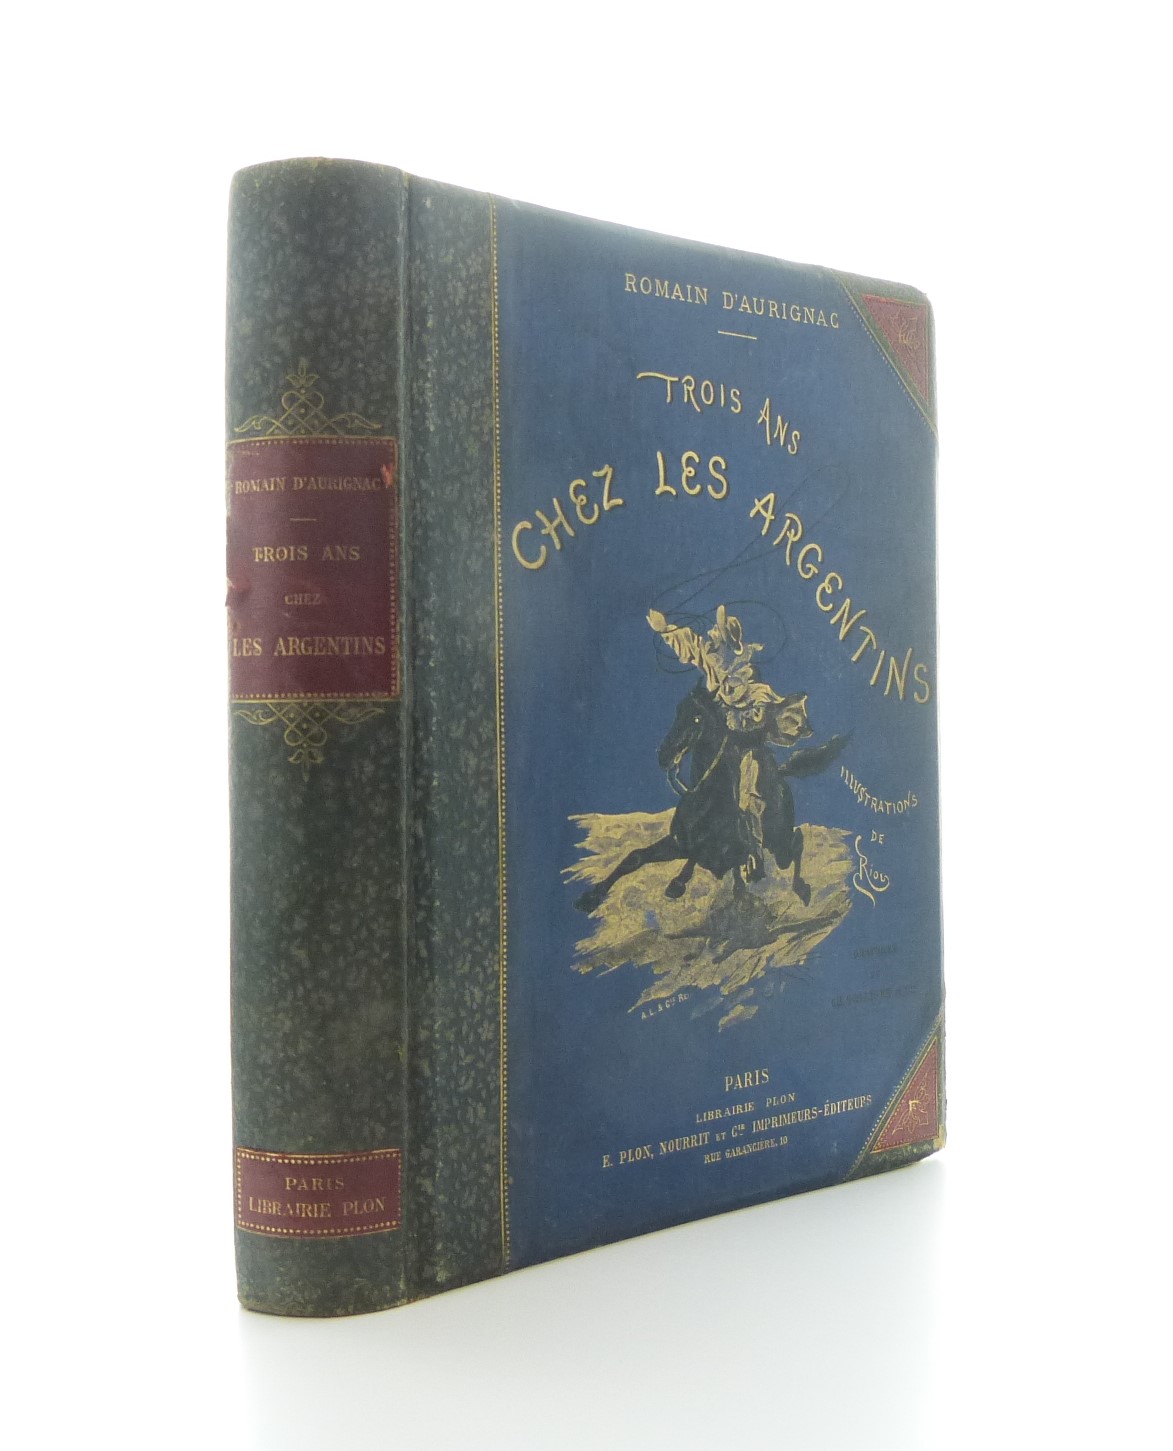 ROMAIN D'AURIGNAC
TROIS ANS
CHEZ
LES ARGENTINS
PARIS
LIBRAIRIE PLON
ROMAIN D'AURIGNAC
TROIS ANS
CHEZ LES ARGENTINS
ILLUSTRATIONS
DE
RIOU
A. L. & Cie
PARIS
LIBRAIRIE PLON
E. PLON, NOURRIT ET Cie IMPRIMEURS-ÉDITEURS
RUE GARANCIÈRE, 10